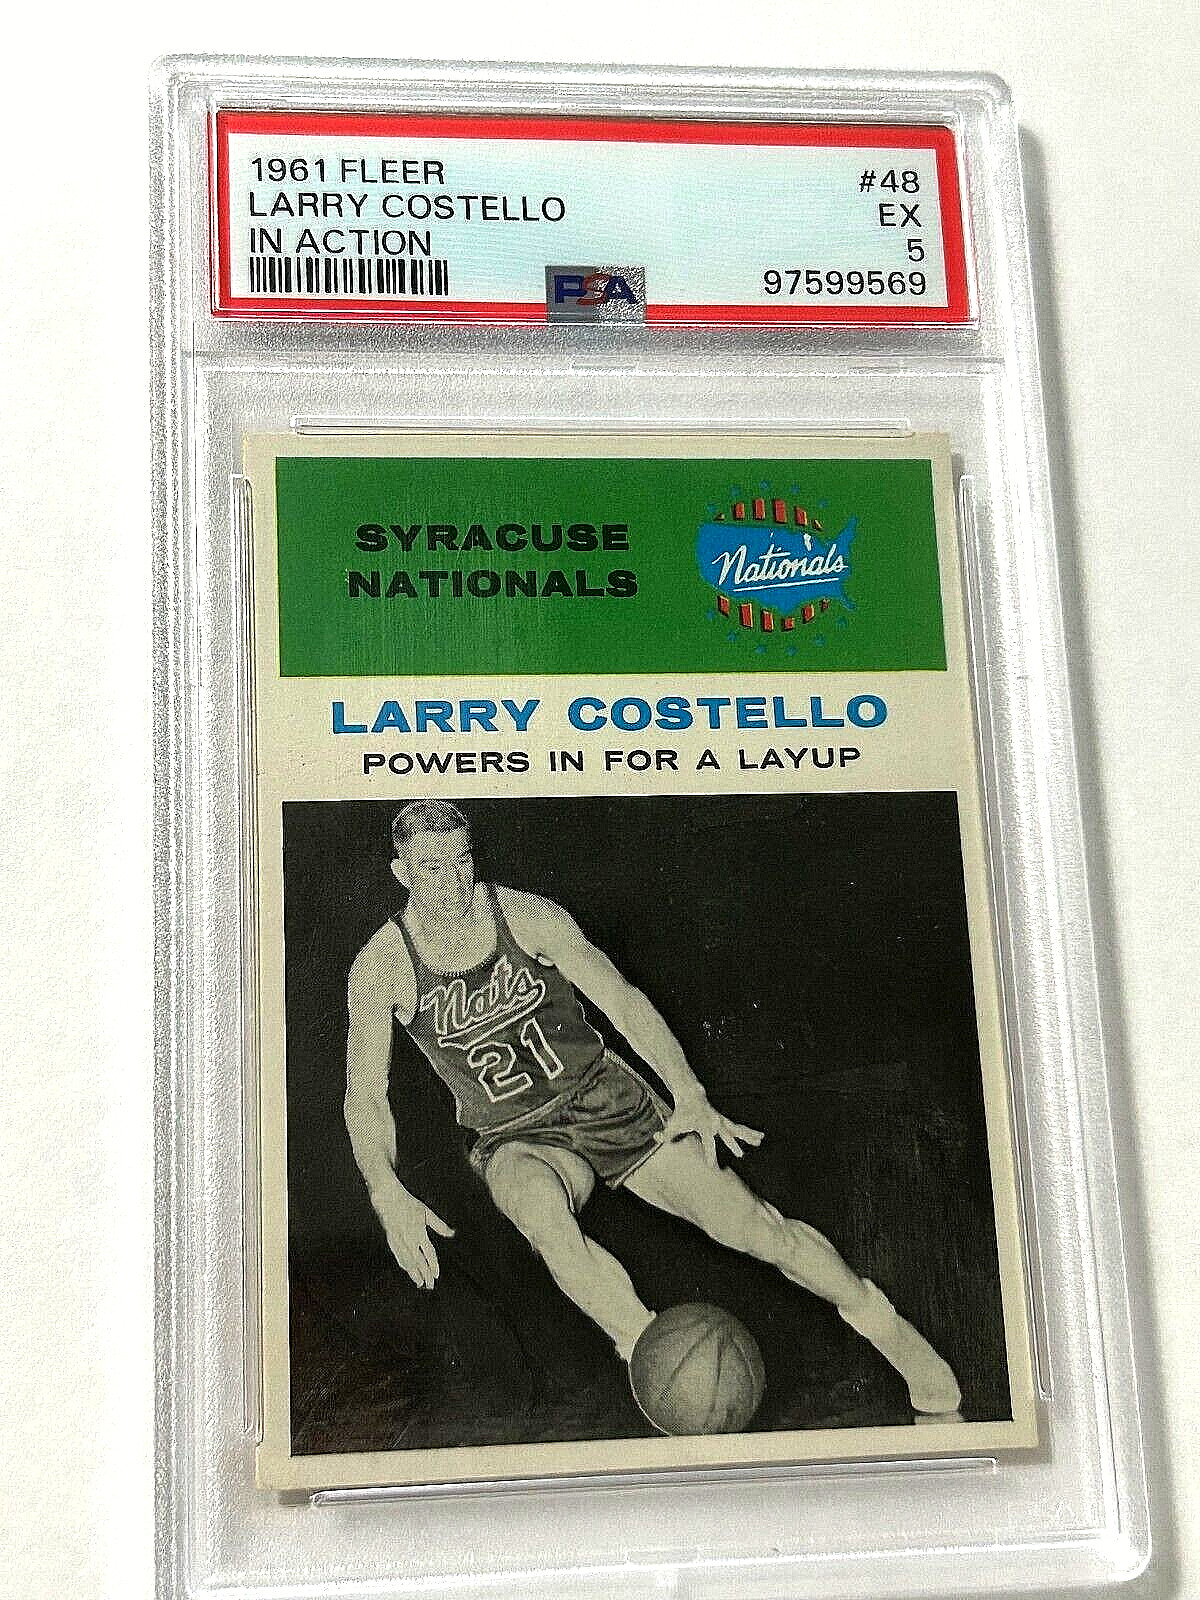 1961 FLEER
LARRY COSTELLO
IN ACTION
#48
EX
5
97599569
PSA
SYRACUSE
NATIONALS
Nationals
LARRY COSTELLO
POWERS IN FOR A LAYUP
Nats
21